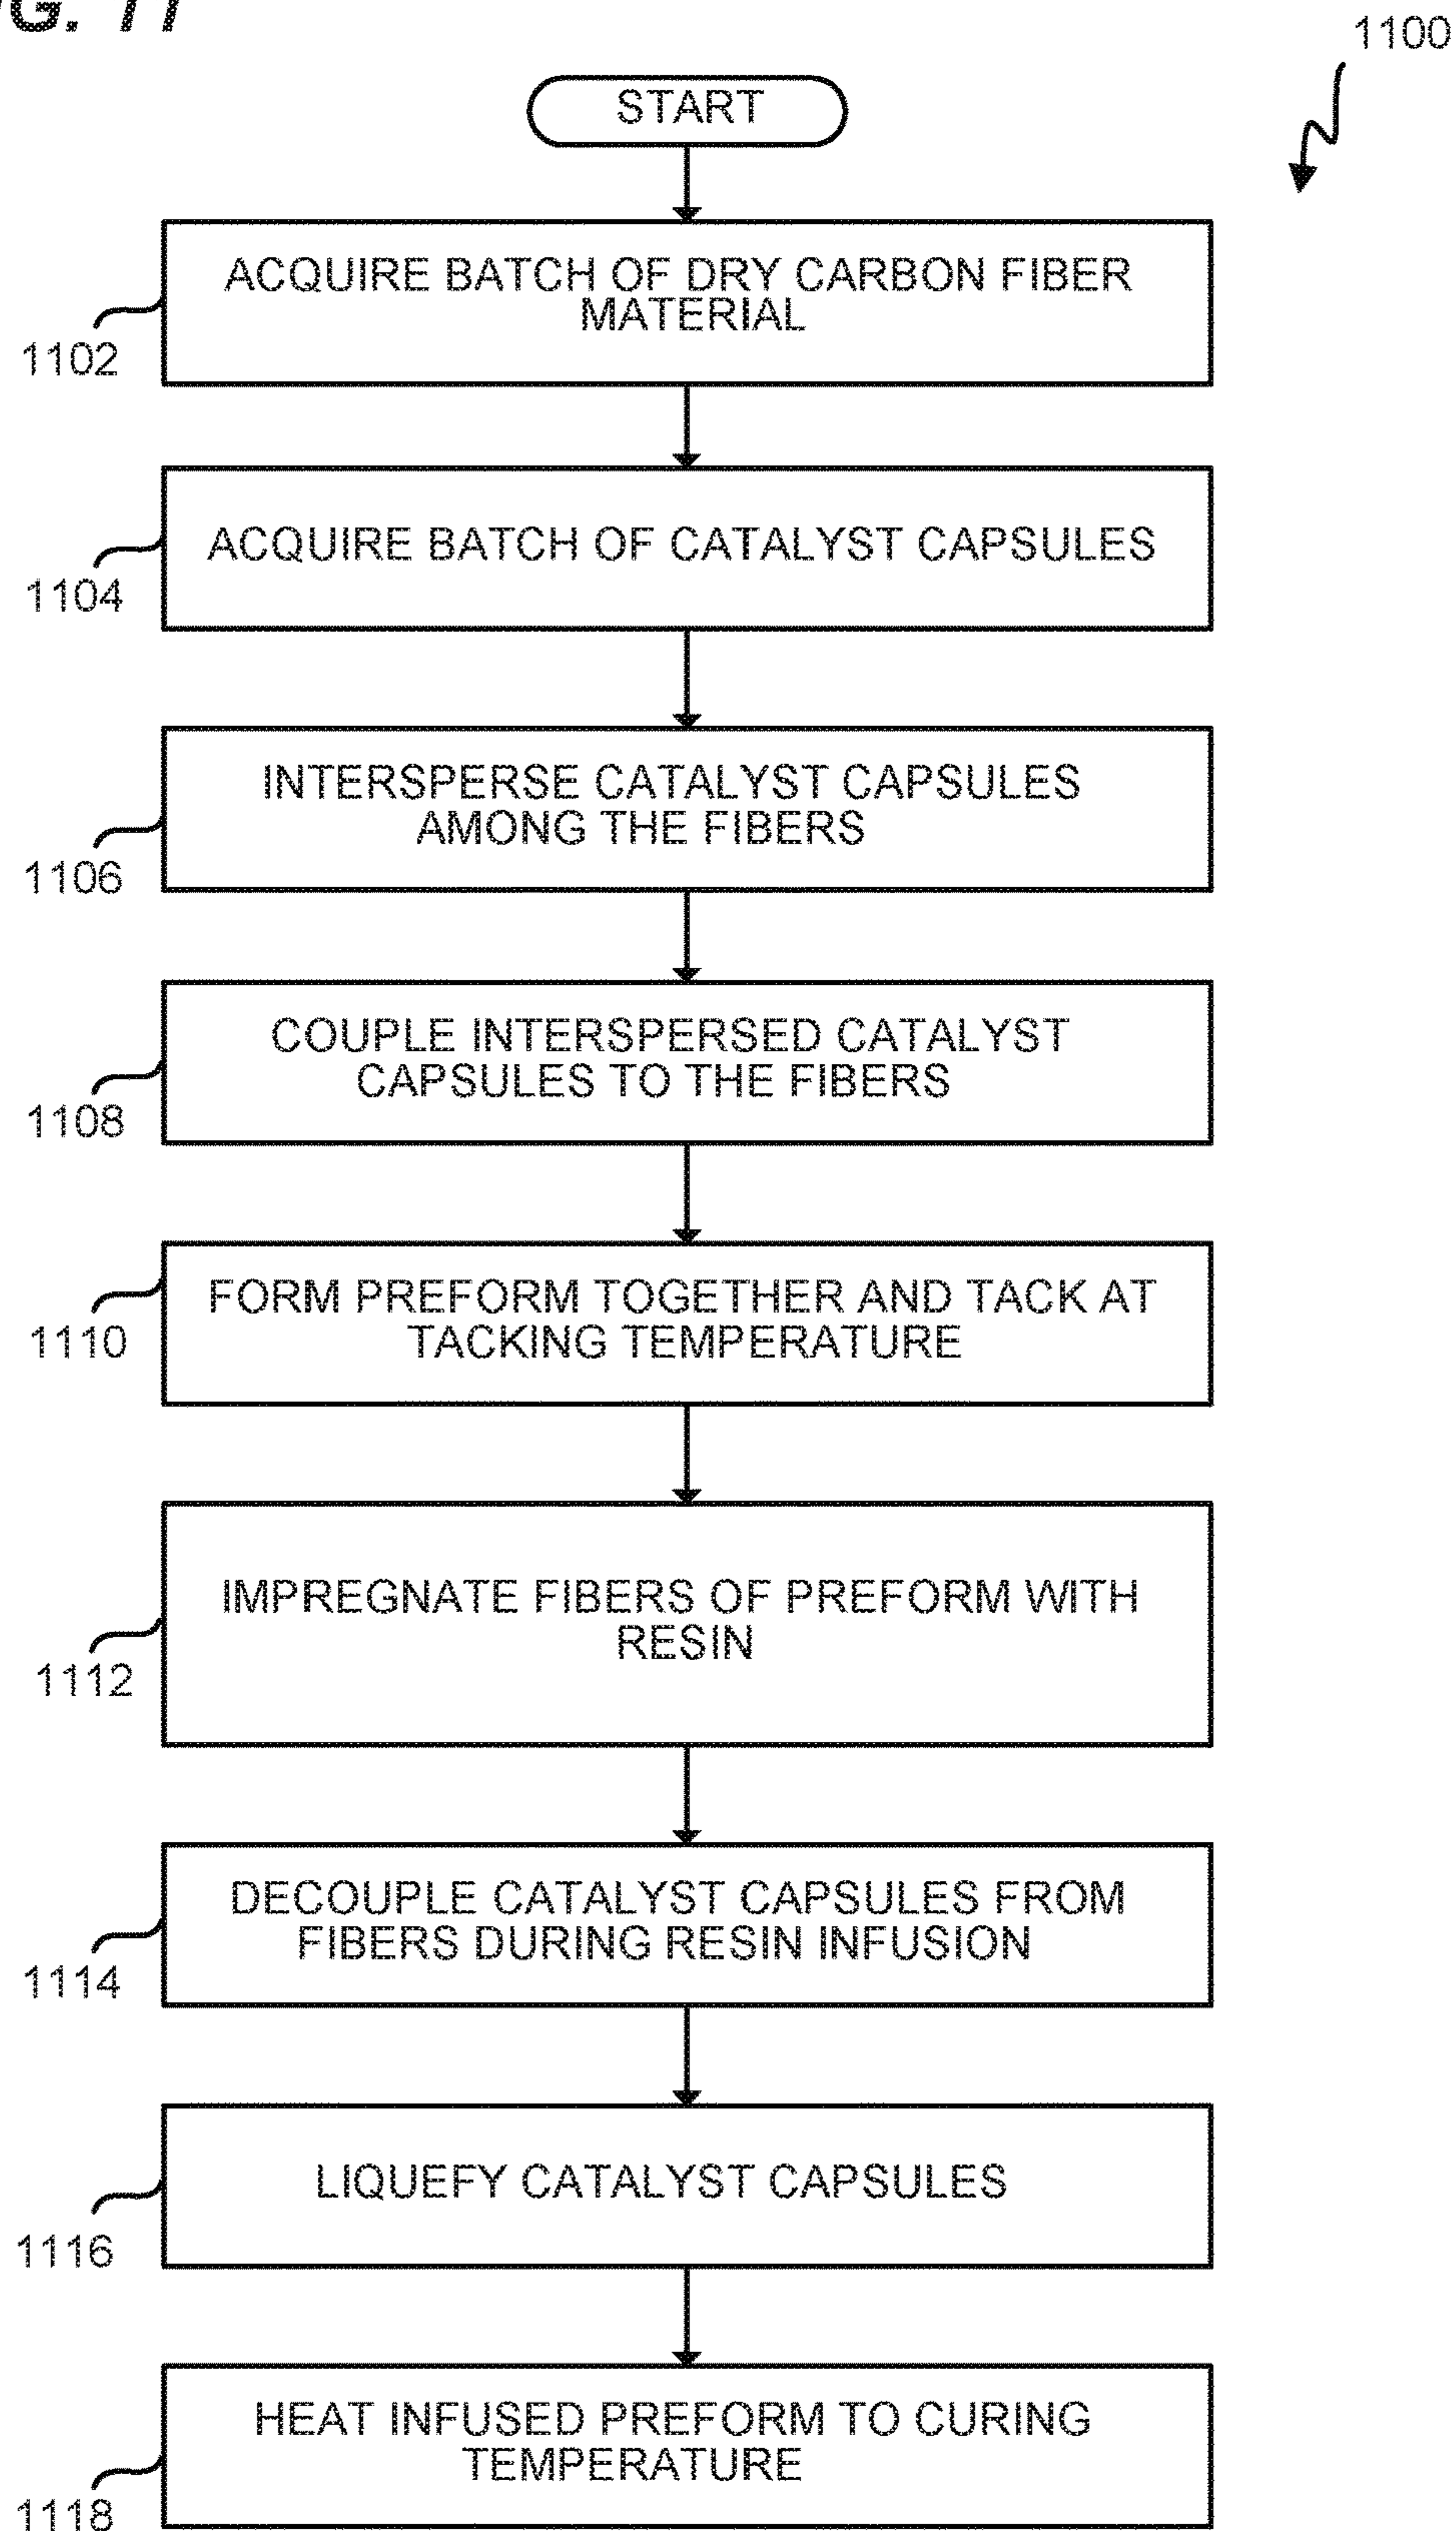 G. 11
1100
START
ACQUIRE BATCH OF DRY CARBON FIBER
MATERIAL
1102
ACQUIRE BATCH OF CATALYST CAPSULES
1104
INTERSPERSE CATALYST CAPSULES
AMONG THE FIBERS
1106
COUPLE INTERSPERSED CATALYST
CAPSULES TO THE FIBERS
1108
FORM PREFORM TOGETHER AND TACK AT
TACKING TEMPERATURE
1110
IMPREGNATE FIBERS OF PREFORM WITH
RESIN
1112
DECOUPLE CATALYST CAPSULES FROM
FIBERS DURING RESIN INFUSION
1114
LIQUEFY CATALYST CAPSULES
1116
HEAT INFUSED PREFORM TO CURING
TEMPERATURE
1118